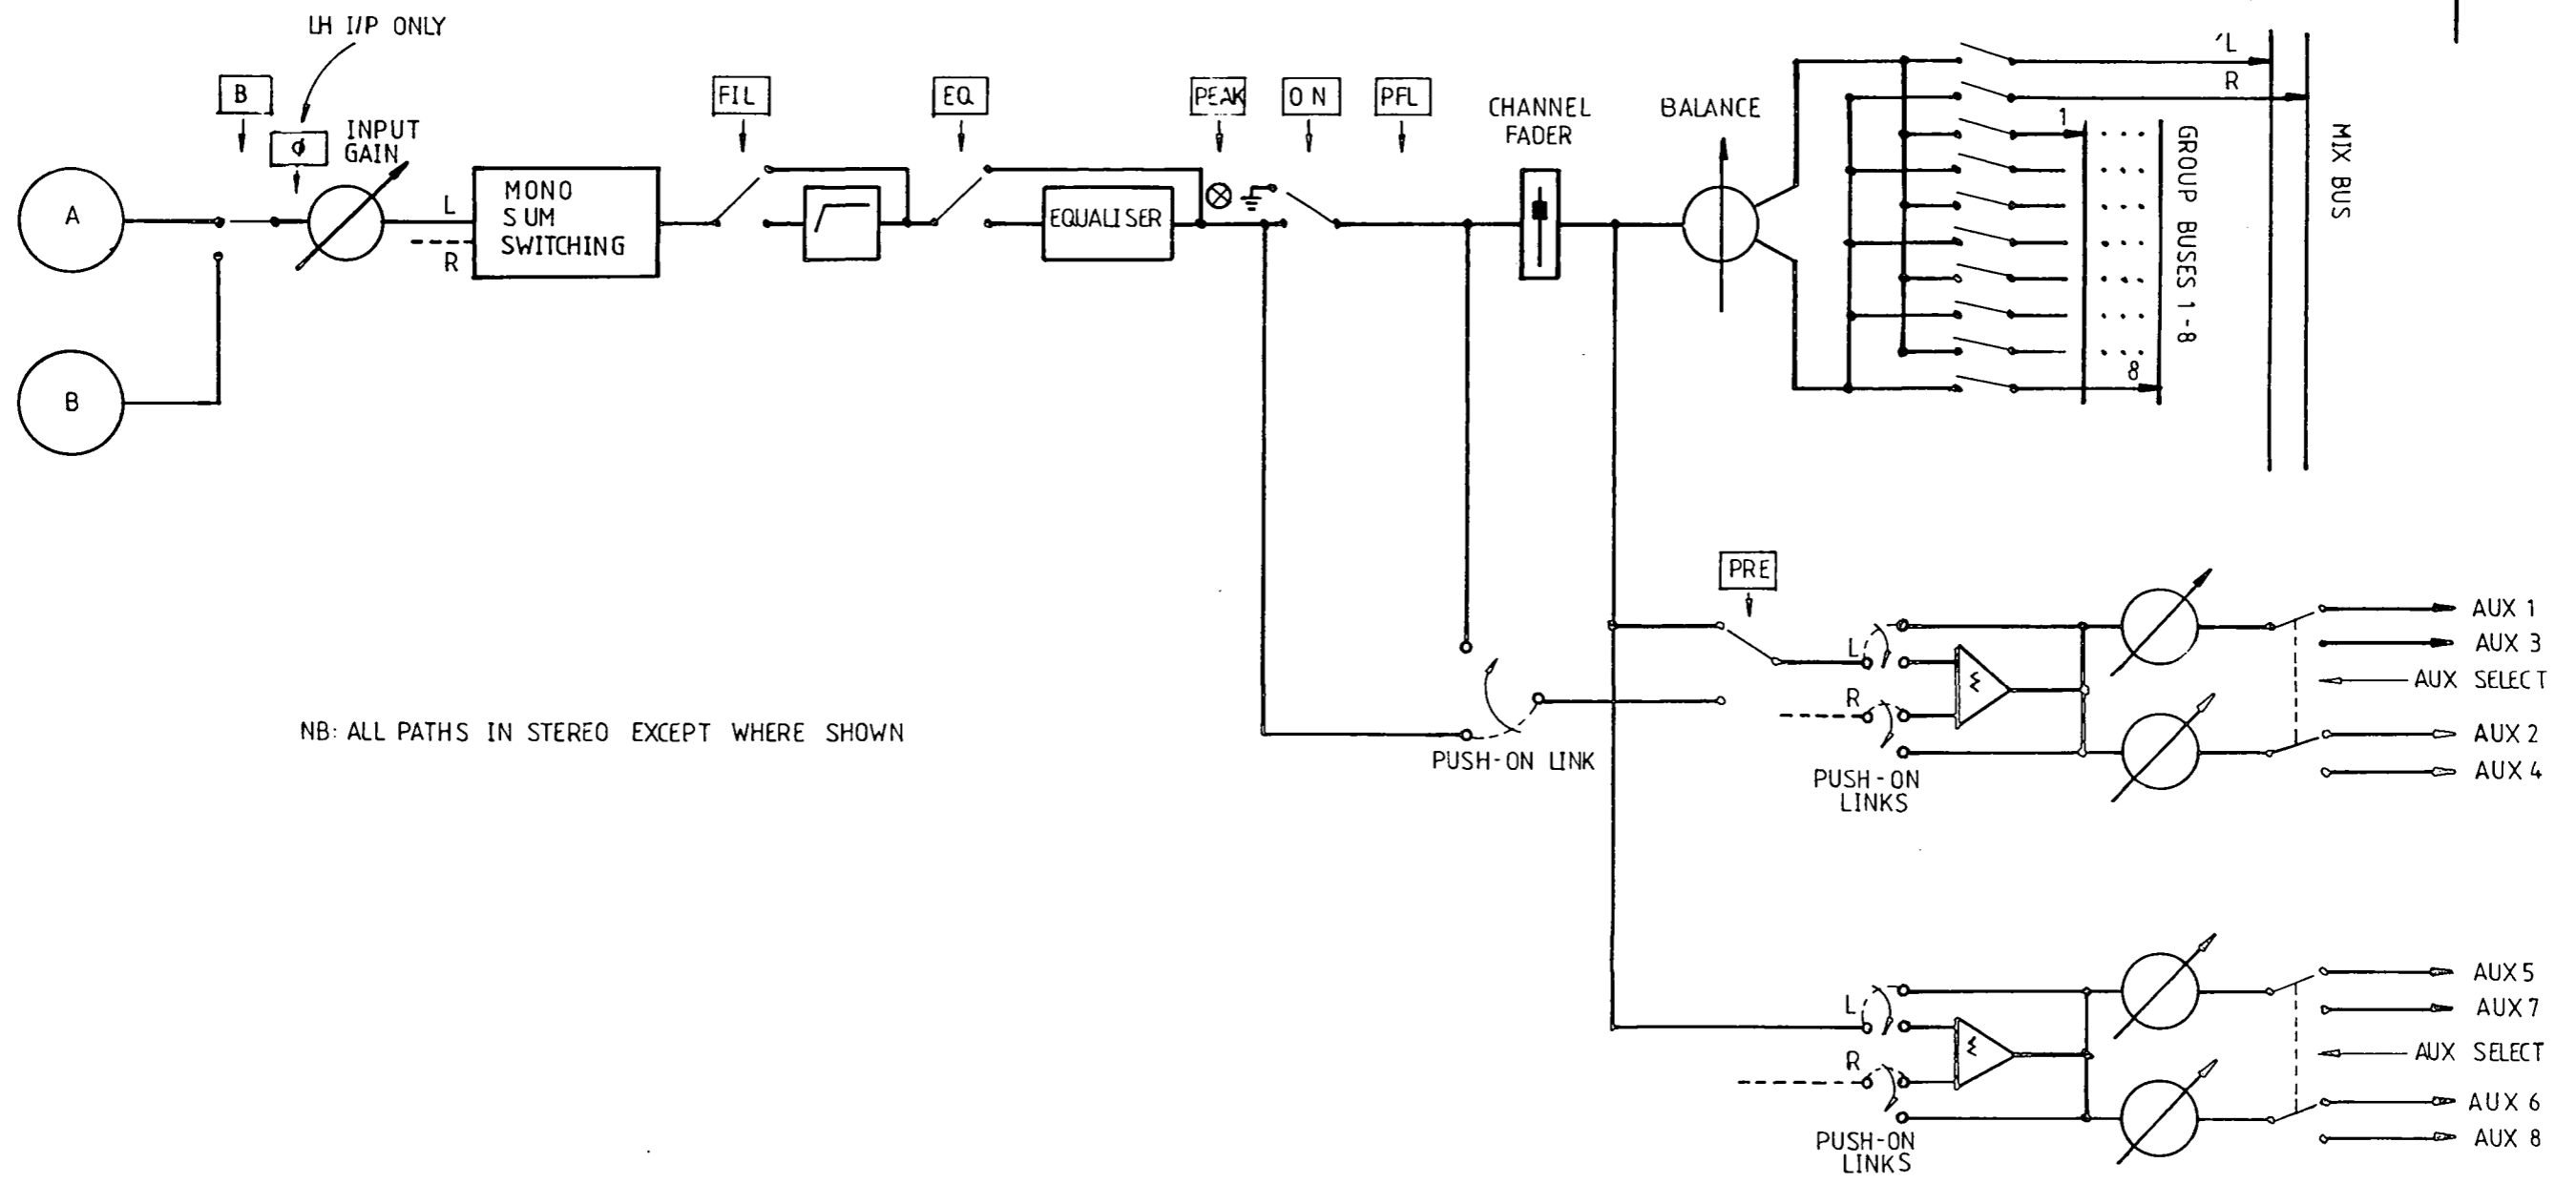 LH I/P ONLY
B
ϕ
INPUT
GAIN
FIL
EQ
PEAK
ON
PFL
CHANNEL
FADER
BALANCE
L
R
1
8
GROUP BUSES 1-8
MIX BUS
A
B
L
R
MONO
SUM
SWITCHING
EQUALISER
PRE
L
R
PUSH-ON LINK
PUSH-ON
LINKS
AUX 1
AUX 3
AUX SELECT
AUX 2
AUX 4
NB: ALL PATHS IN STEREO EXCEPT WHERE SHOWN
L
R
PUSH-ON
LINKS
AUX 5
AUX 7
AUX SELECT
AUX 6
AUX 8